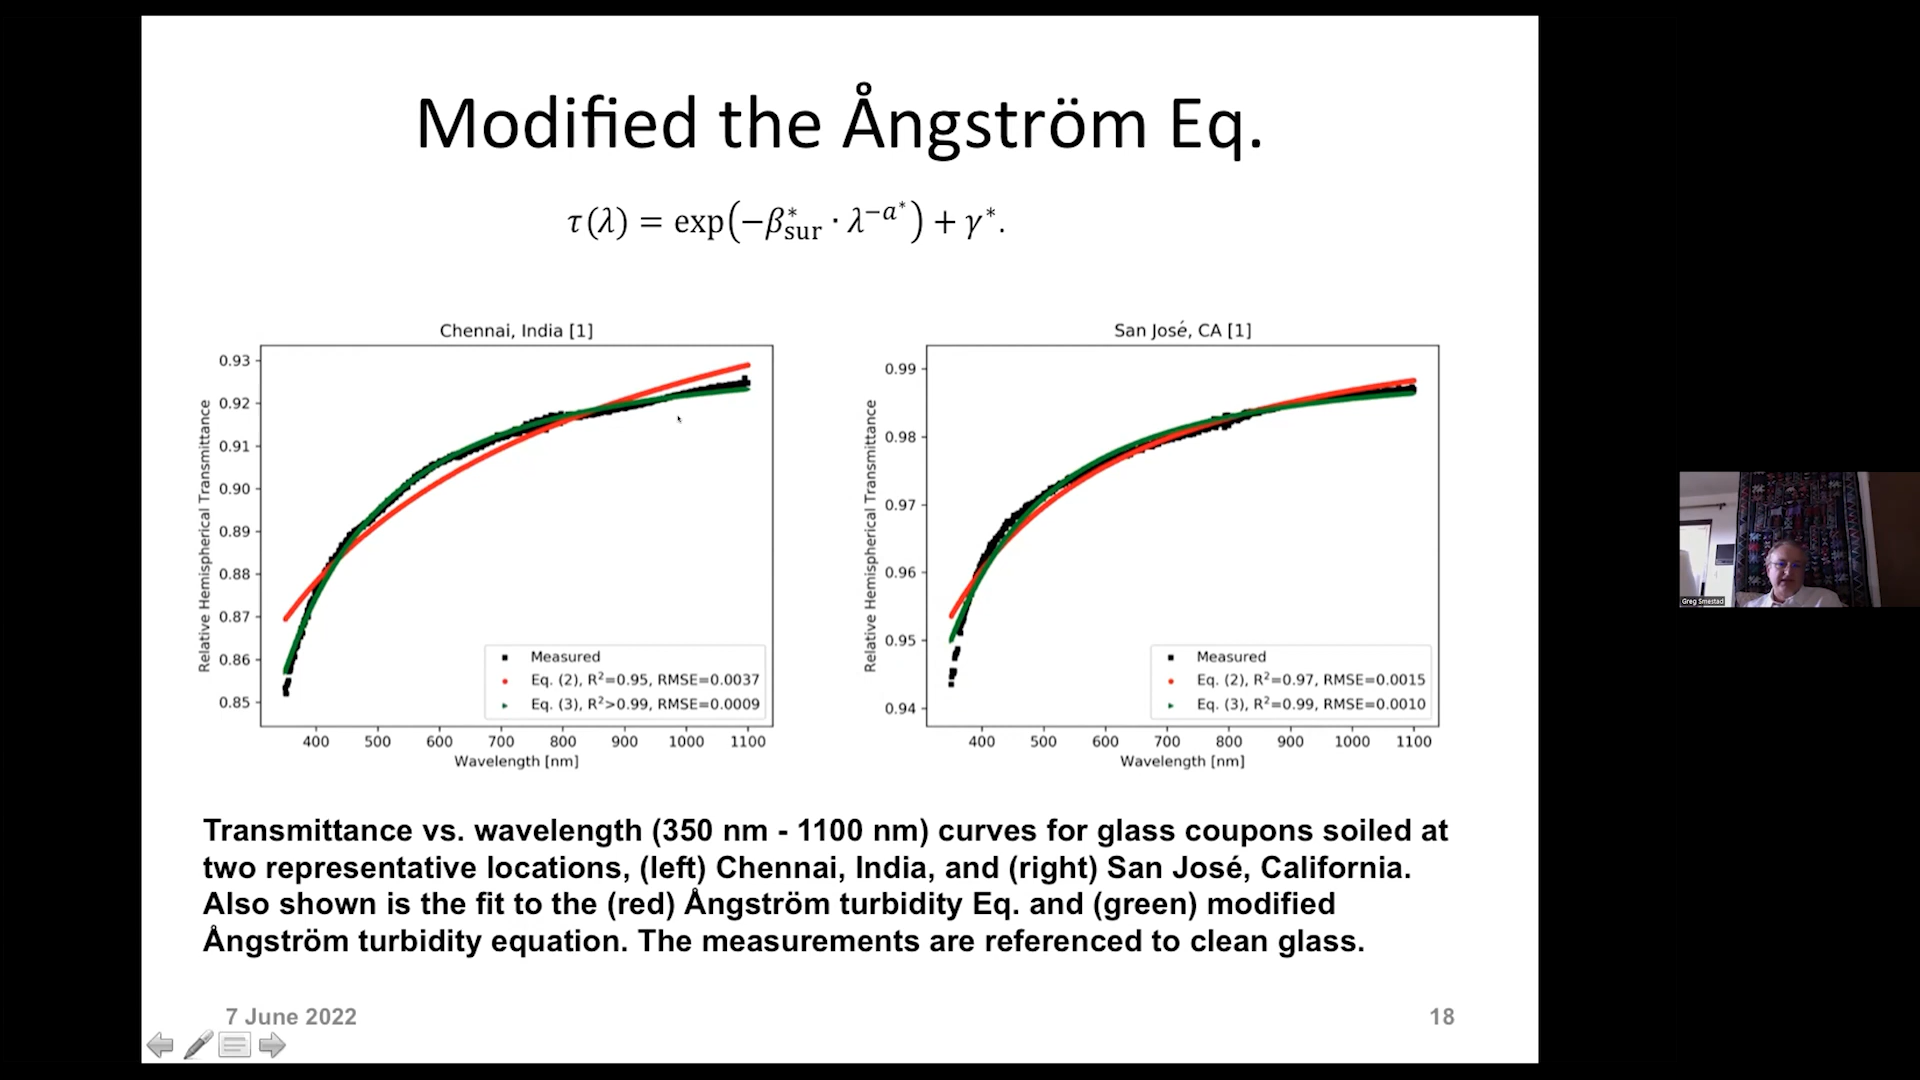 Modified the Ångström Eq.
τ(λ) = exp(−β*sur · λ^−a*) + γ*.
Chennai, India [1]
Relative Hemispherical Transmittance
0.93
0.92
0.91
0.90
0.89
0.88
0.87
0.86
0.85
Measured
Eq. (2), R²=0.95, RMSE=0.0037
Eq. (3), R²>0.99, RMSE=0.0009
400 500 600 700 800 900 1000 1100
Wavelength [nm]
San José, CA [1]
Relative Hemispherical Transmittance
0.99
0.98
0.97
0.96
0.95
0.94
Measured
Eq. (2), R²=0.97, RMSE=0.0015
Eq. (3), R²=0.99, RMSE=0.0010
400 500 600 700 800 900 1000 1100
Wavelength [nm]
Greg Smestad
Transmittance vs. wavelength (350 nm - 1100 nm) curves for glass coupons soiled at
two representative locations, (left) Chennai, India, and (right) San José, California.
Also shown is the fit to the (red) Ångström turbidity Eq. and (green) modified
Ångström turbidity equation. The measurements are referenced to clean glass.
7 June 2022
18